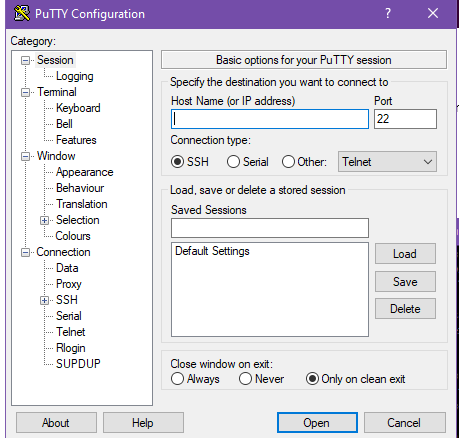 PuTTY Configuration
Category:
Session
Logging
Terminal
Keyboard
Bell
Features
Window
Appearance
Behaviour
Translation
Selection
Colours
Connection
Data
Proxy
SSH
Serial
Telnet
Rlogin
SUPDUP
Basic options for your PuTTY session
Specify the destination you want to connect to
Host Name (or IP address) Port
22
Connection type:
SSH Serial Other: Telnet
Load, save or delete a stored session
Saved Sessions
Default Settings
Load
Save
Delete
Close window on exit:
Always Never Only on clean exit
About Help Open Cancel